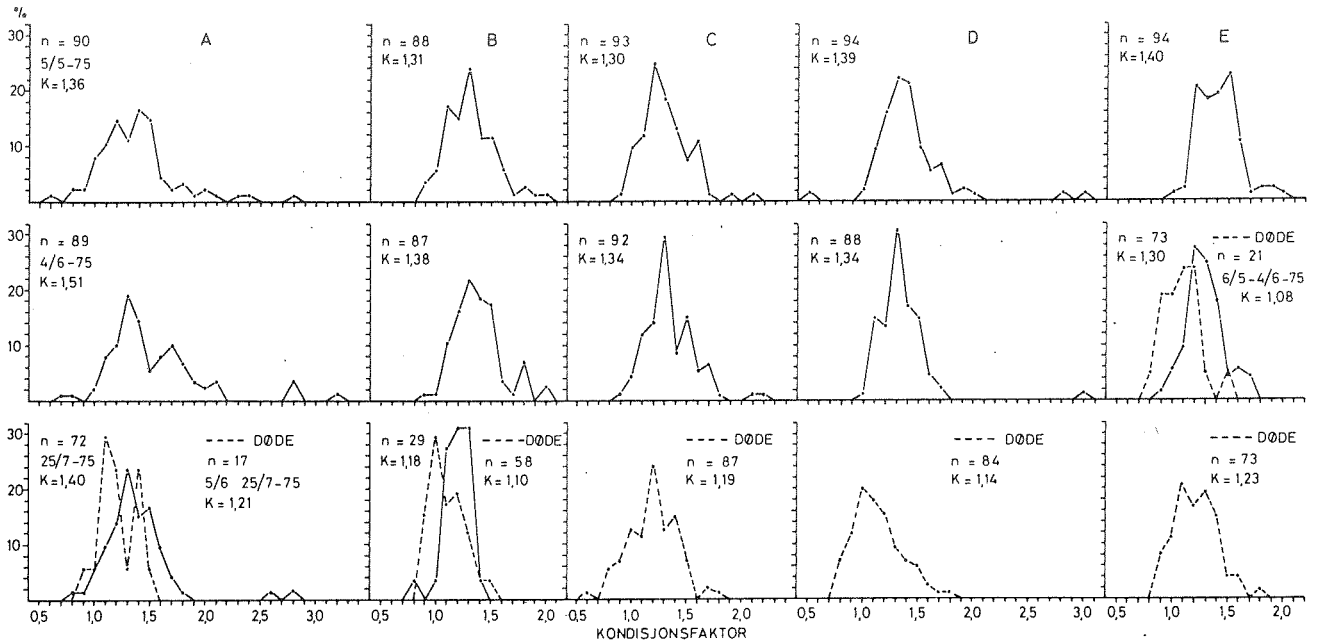 %
30
20
10
n = 90
5/5-75
K = 1,36
A
n = 88
K = 1,31
B
n = 93
K = 1,30
C
n = 94
K = 1,39
D
n = 94
K = 1,40
E
30
20
10
n = 89
4/6-75
K = 1,51
n = 87
K = 1,38
n = 92
K = 1,34
n = 88
K = 1,34
n = 73
K = 1,30
---- DØDE
n = 21
6/5-4/6-75
K = 1,08
30
20
10
n = 72
25/7-75
K = 1,40
---- DØDE
n = 17
5/6 25/7-75
K = 1,21
n = 29
K = 1,18
---- DØDE
n = 58
K = 1,10
---- DØDE
n = 87
K = 1,19
---- DØDE
n = 84
K = 1,14
---- DØDE
n = 73
K = 1,23
0,5 1,0 1,5 2,0 2,5 3,0 0,5 1,0 1,5 2,0 0,5 1,0 1,5 2,0 0,5 1,0 1,5 2,0 2,5 3,0 0,5 1,0 1,5 2,0
KONDISJONSFAKTOR